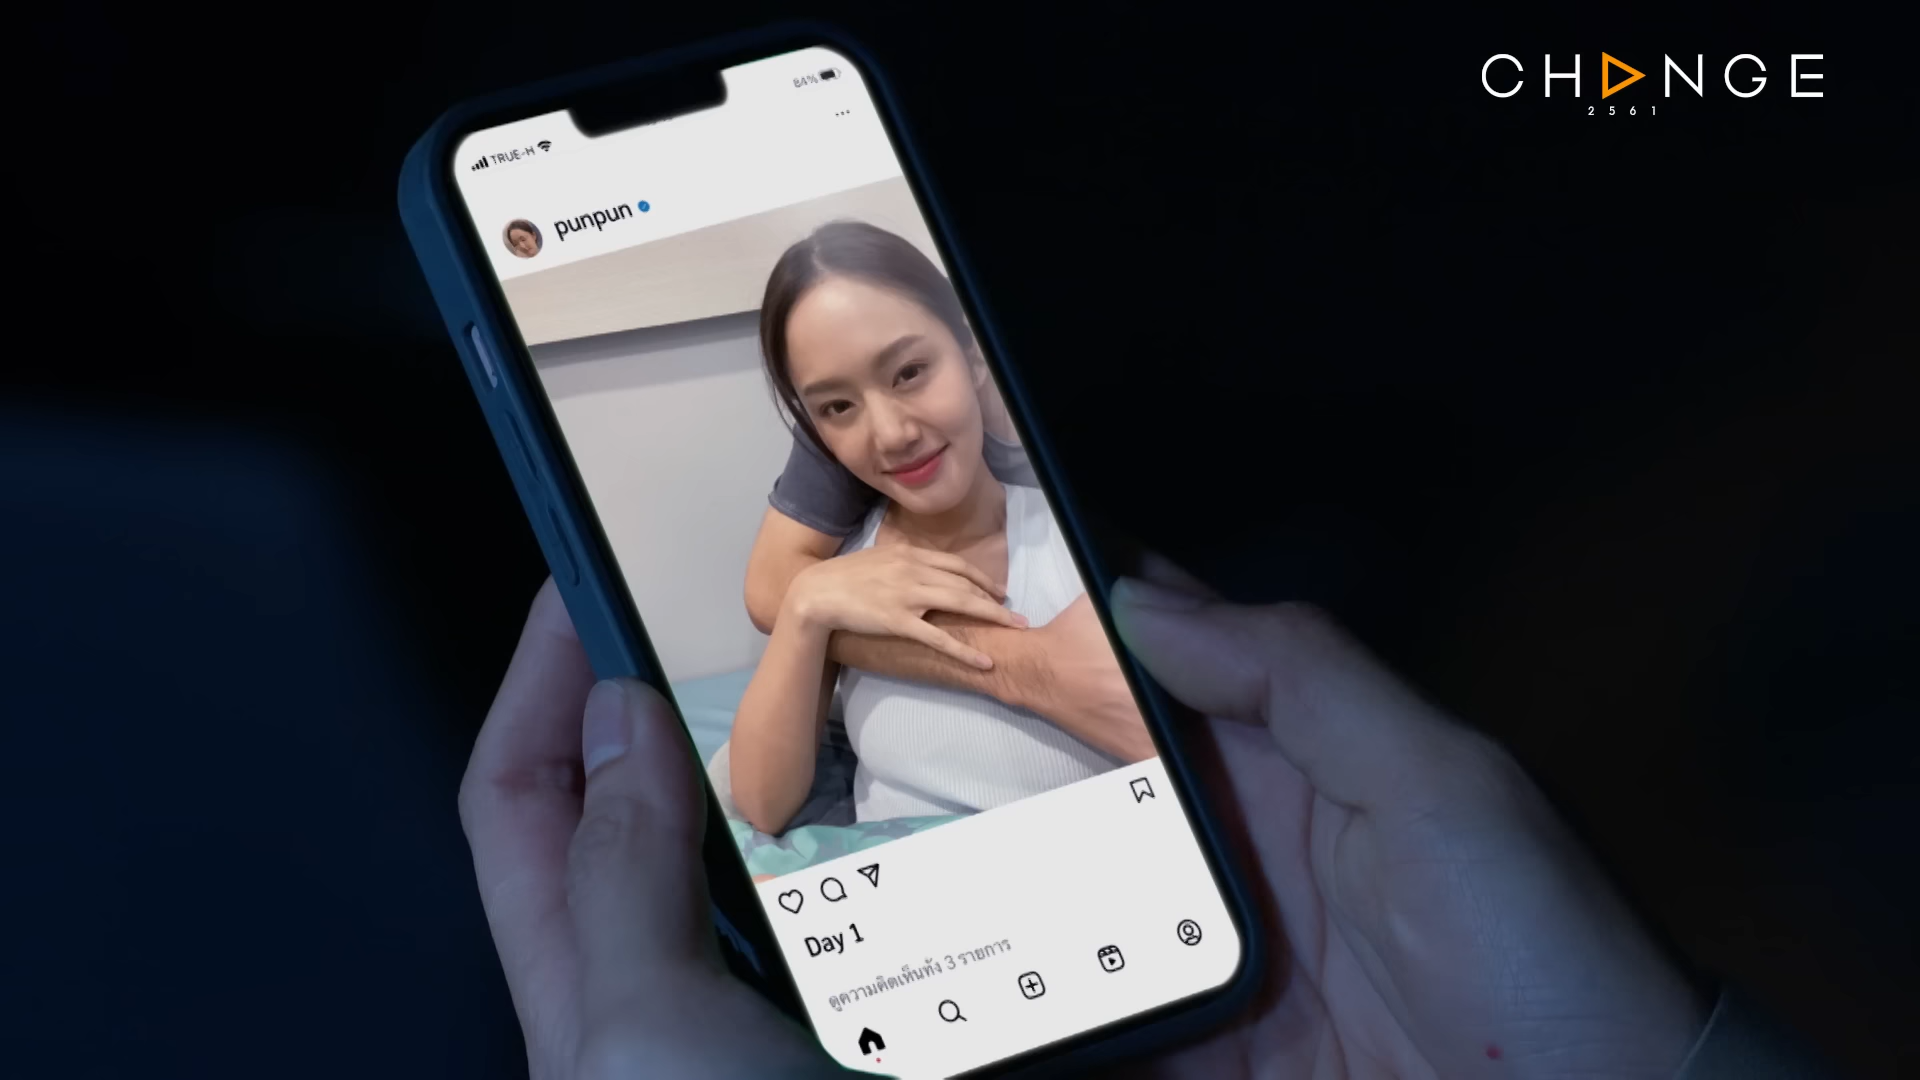 CHANGE
2561
84%
TRUE-H
punpun
Day 1
ดูความคิดเห็นทั้ง 3 รายการ